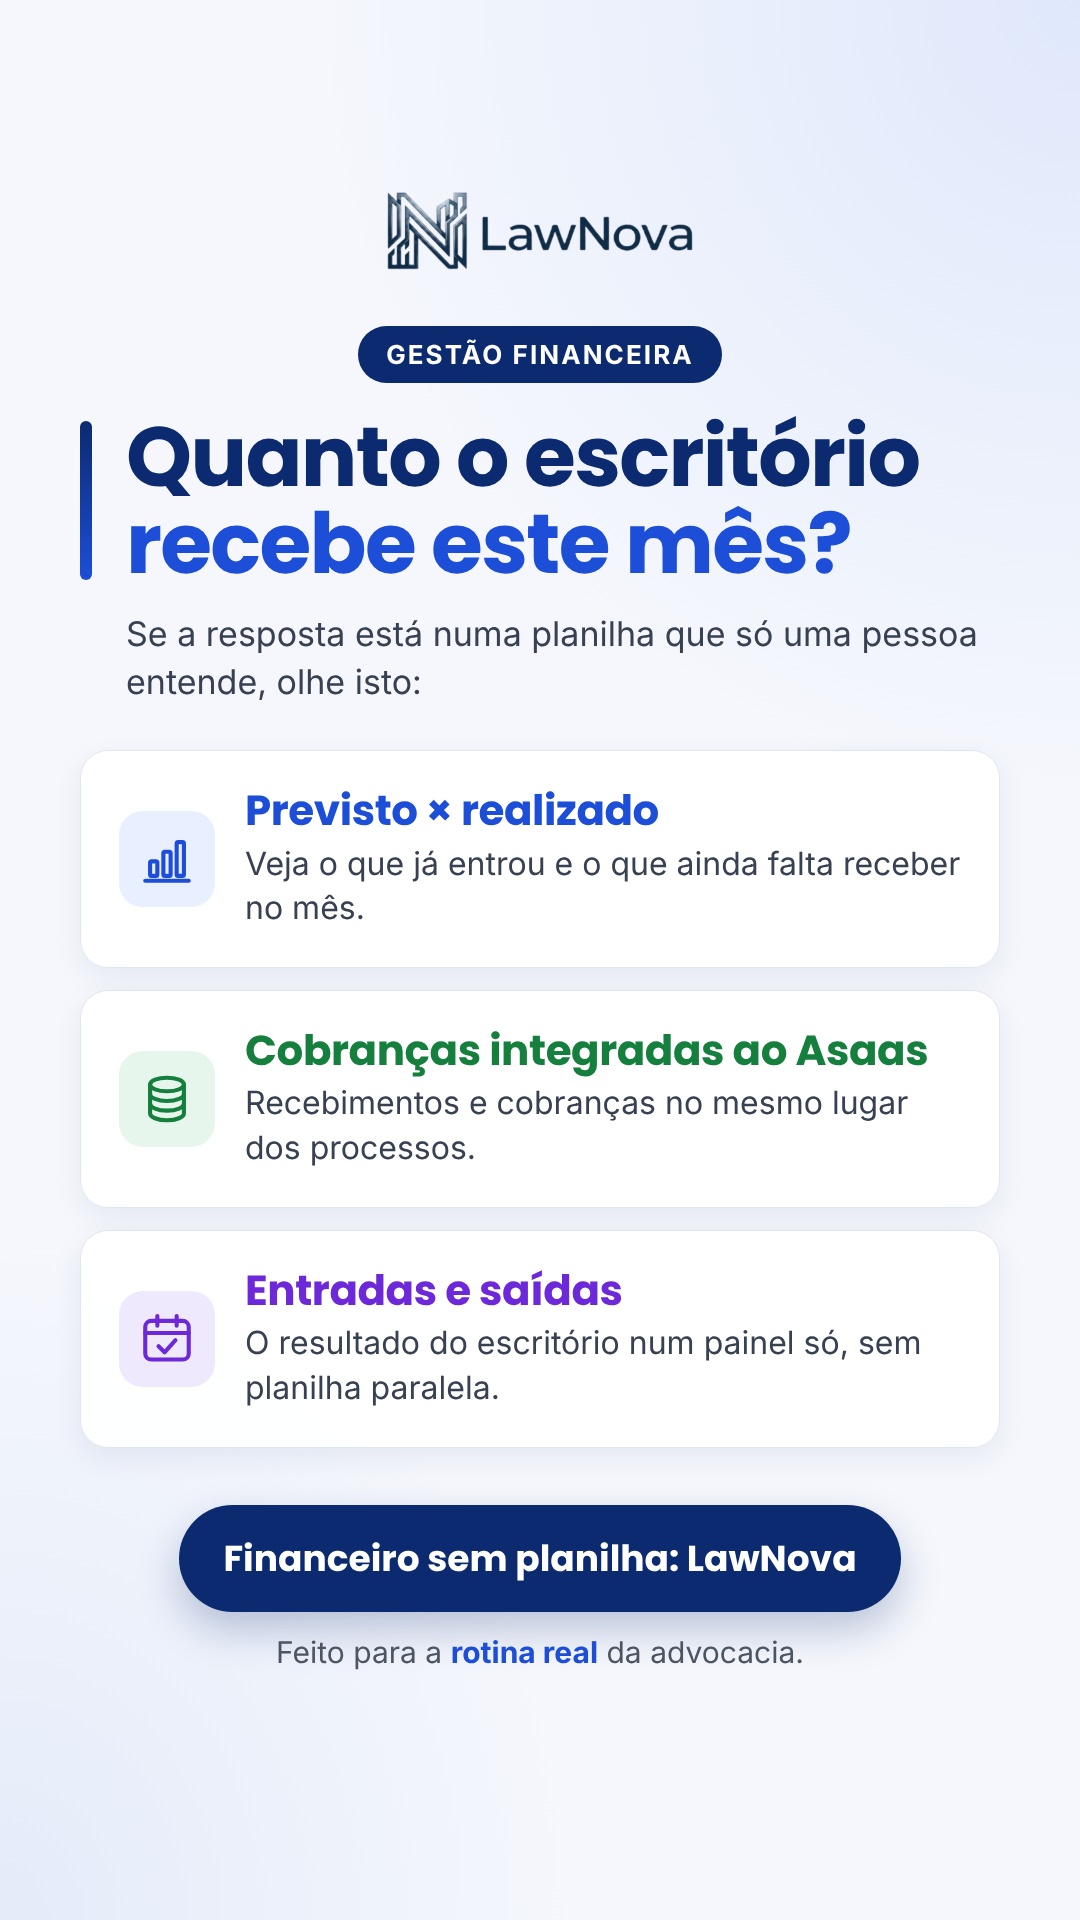 LawNova
GESTÃO FINANCEIRA
Quanto o escritório
recebe este mês?
Se a resposta está numa planilha que só uma pessoa
entende, olhe isto:
Previsto × realizado
Veja o que já entrou e o que ainda falta receber
no mês.
Cobranças integradas ao Asaas
Recebimentos e cobranças no mesmo lugar
dos processos.
Entradas e saídas
O resultado do escritório num painel só, sem
planilha paralela.
Financeiro sem planilha: LawNova
Feito para a rotina real da advocacia.